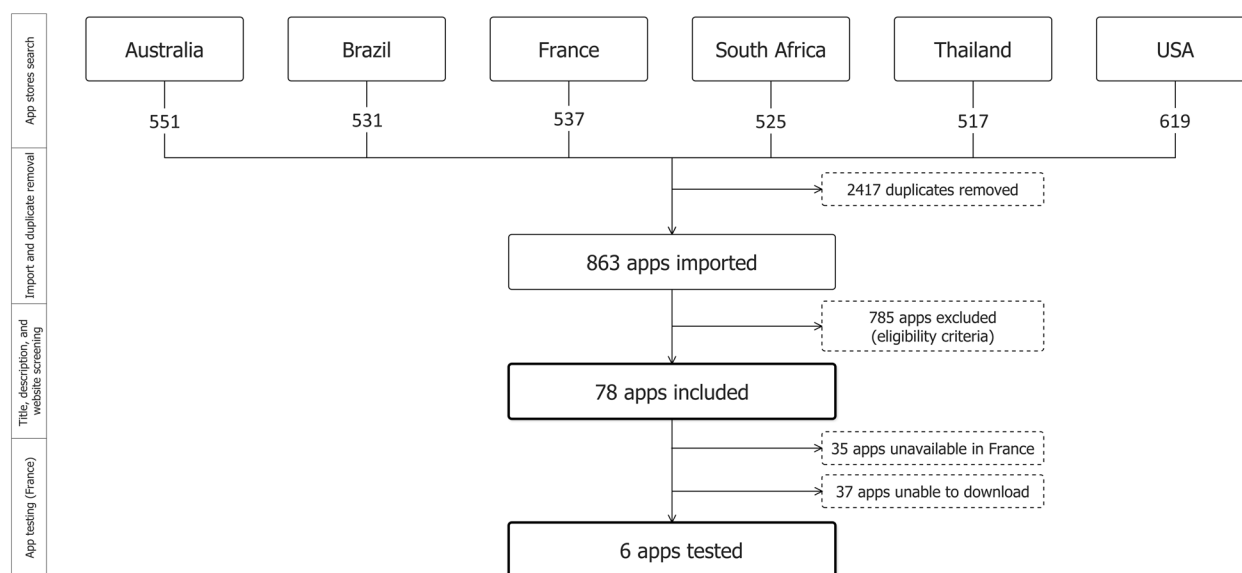 App stores search
Australia
Brazil
France
South Africa
Thailand
USA
551
531
537
525
517
619
Import and duplicate removal
2417 duplicates removed
863 apps imported
Title, description, and
website screening
785 apps excluded
(eligibility criteria)
78 apps included
App testing (France)
35 apps unavailable in France
37 apps unable to download
6 apps tested